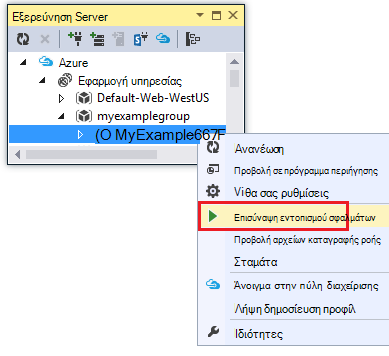 Εξερεύνηση Server
Azure
Εφαρμογή υπηρεσίας
Default-Web-WestUS
myexamplegroup
(Ο MyExample667F
Ανανέωση
Προβολή σε πρόγραμμα περιήγησης
Viθα σας ρυθμίσεις
Επισύναψη εντοπισμού σφαλμάτων
Προβολή αρχείων καταγραφής ροής
Σταμάτα
Άνοιγμα στην πύλη διαχείρισης
Λήψη δημοσίευση προφίλ
Ιδιότητες